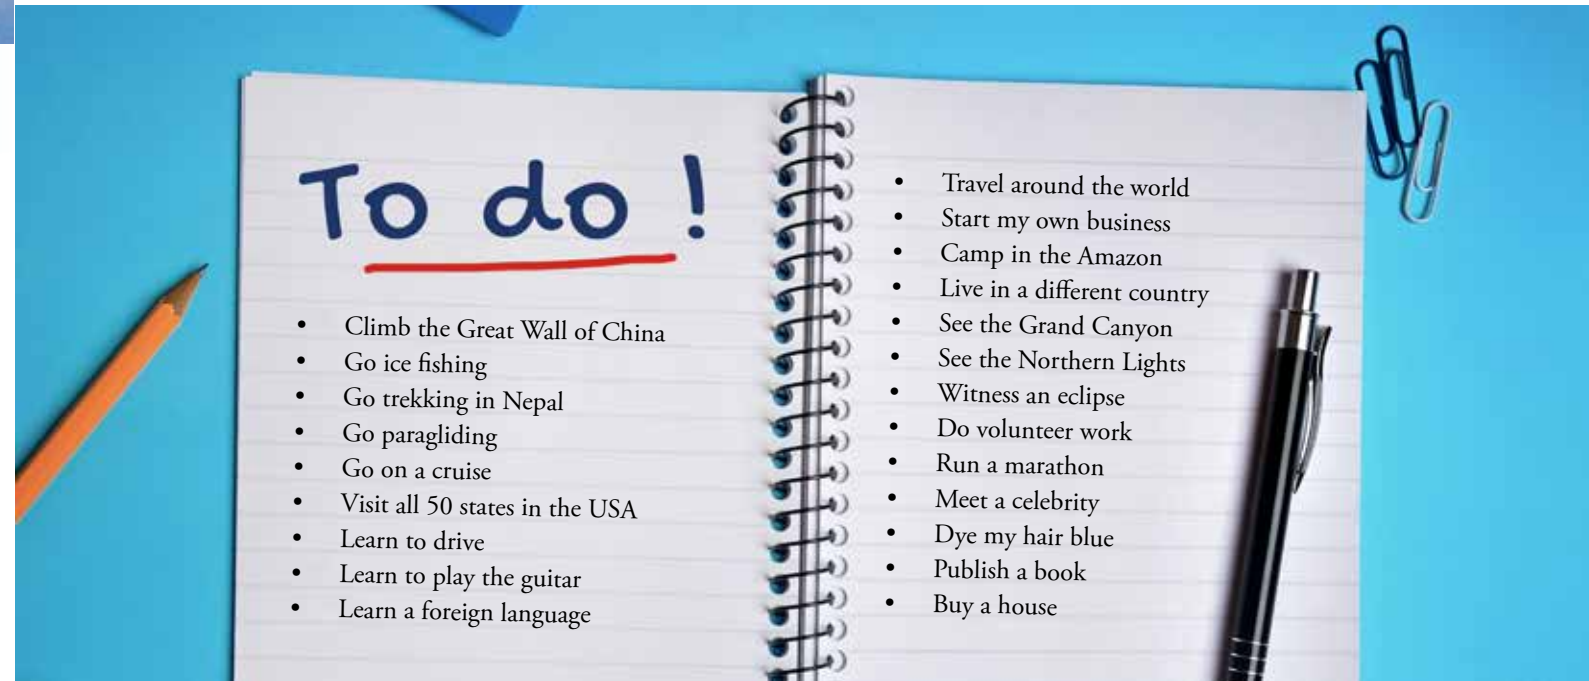 To do !
• Climb the Great Wall of China
• Go ice fishing
• Go trekking in Nepal
• Go paragliding
• Go on a cruise
• Visit all 50 states in the USA
• Learn to drive
• Learn to play the guitar
• Learn a foreign language
• Travel around the world
• Start my own business
• Camp in the Amazon
• Live in a different country
• See the Grand Canyon
• See the Northern Lights
• Witness an eclipse
• Do volunteer work
• Run a marathon
• Meet a celebrity
• Dye my hair blue
• Publish a book
• Buy a house